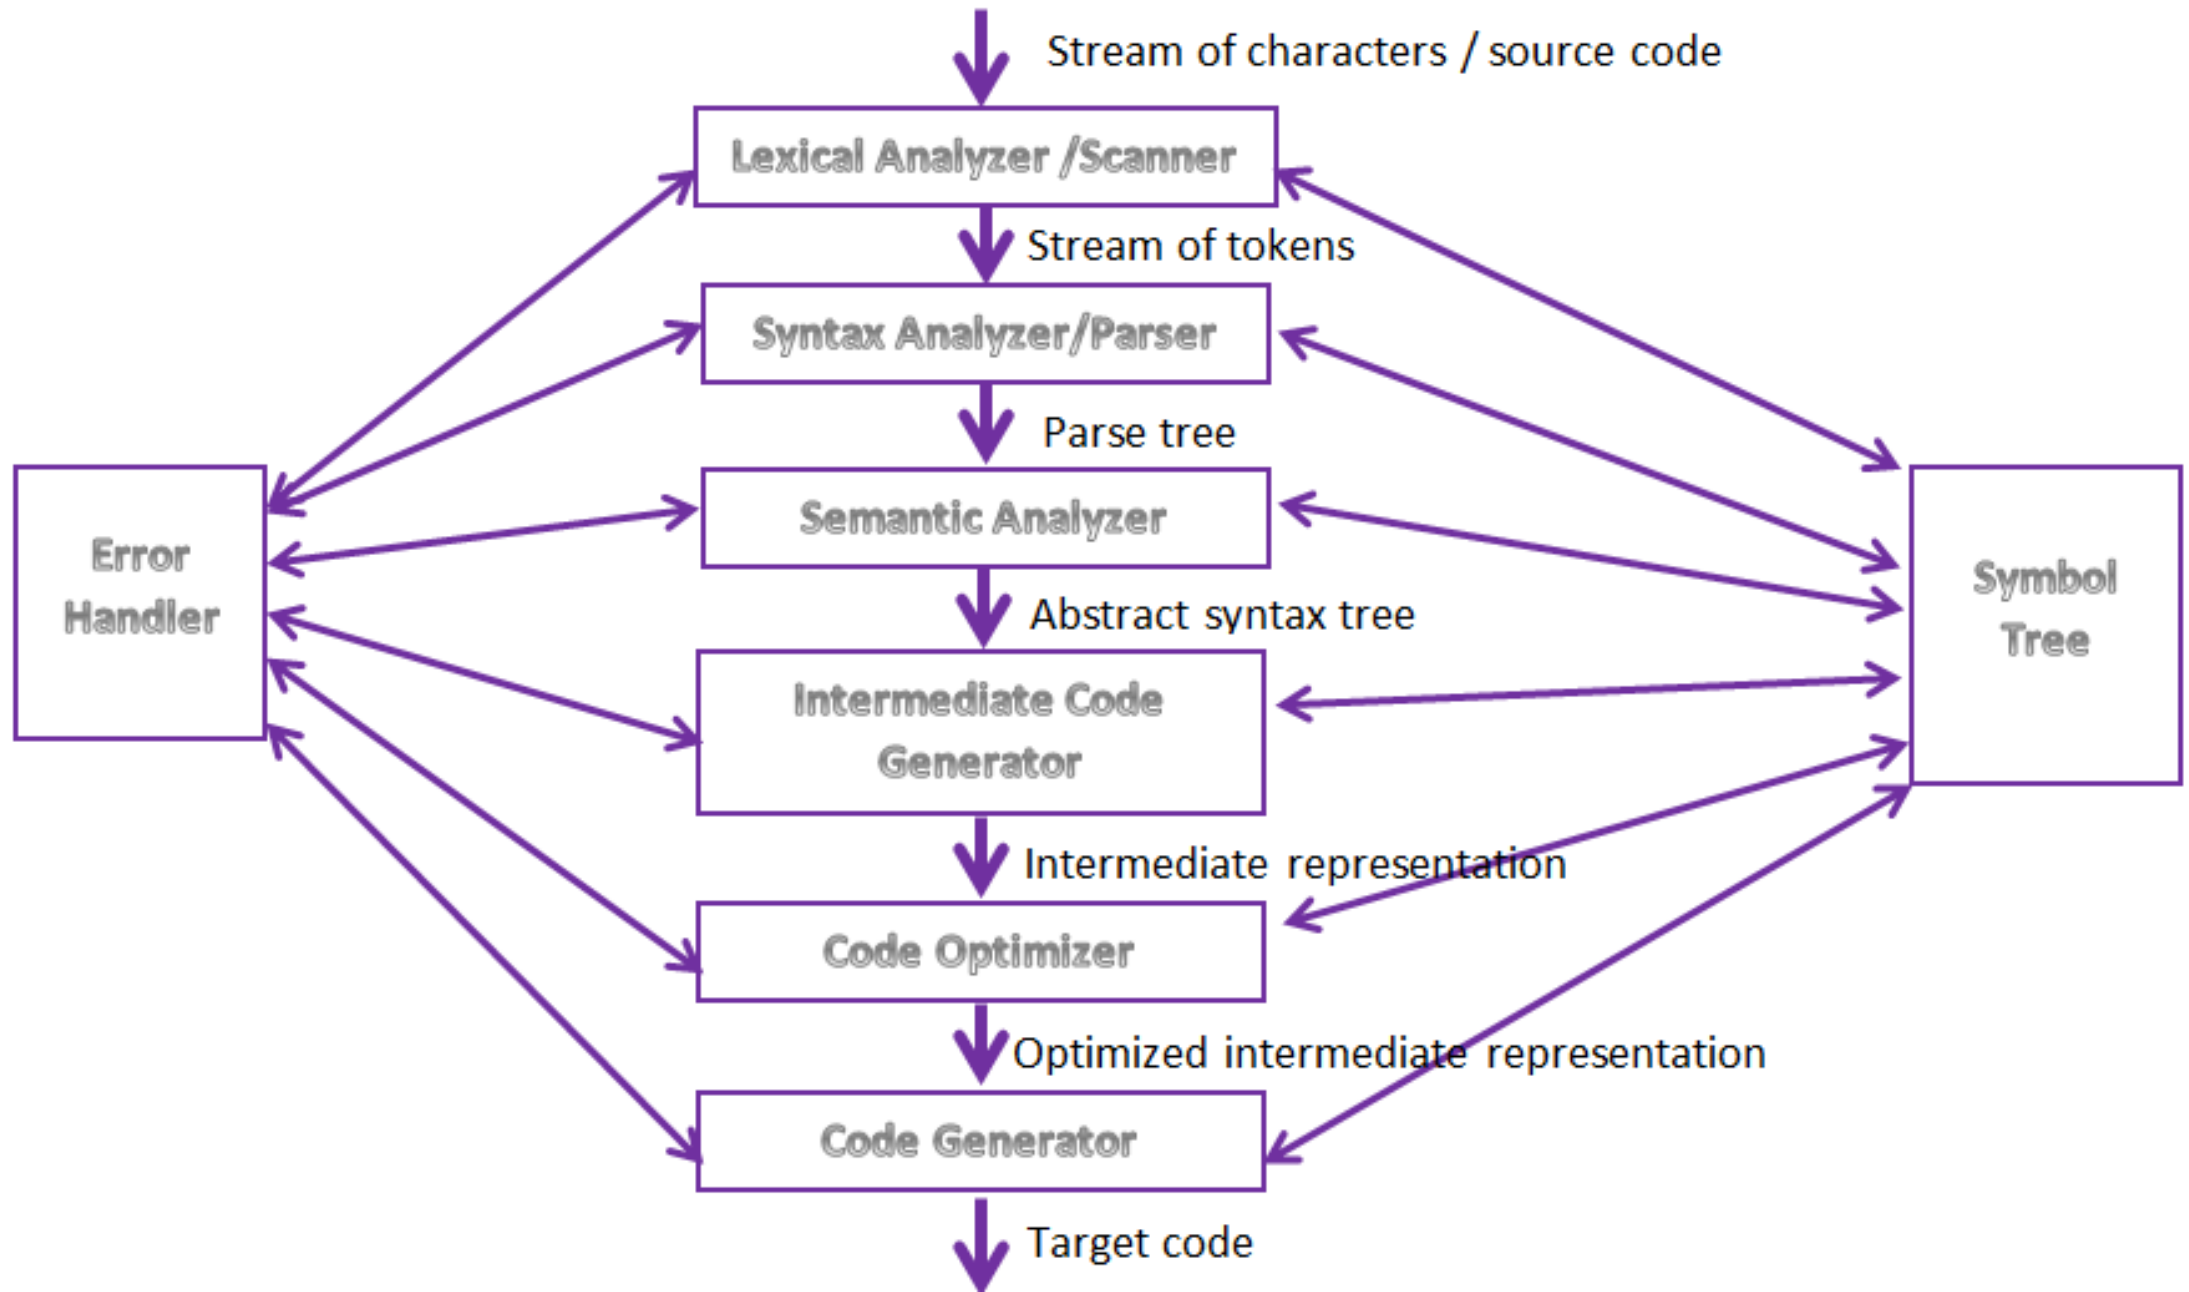 Stream of characters / source code
Lexical Analyzer /Scanner
Stream of tokens
Syntax Analyzer/Parser
Parse tree
Semantic Analyzer
Abstract syntax tree
Error
Handler
Symbol
Tree
Intermediate Code
Generator
Intermediate representation
Code Optimizer
Optimized intermediate representation
Code Generator
Target code